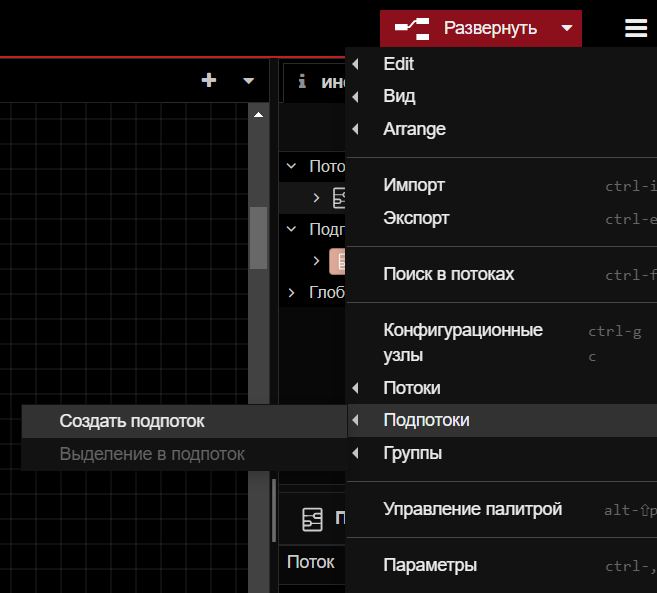 Развернуть
Edit
Вид
Arrange
Импорт ctrl-i
Экспорт ctrl-e
Поиск в потоках ctrl-f
Конфигурационные ctrl-g
узлы c
Потоки
Подпотоки
Группы
Управление палитрой alt-⇧p
Параметры ctrl-,
Создать подпоток
Выделение в подпоток
ин
Пото
Подп
Глоб
П
Поток